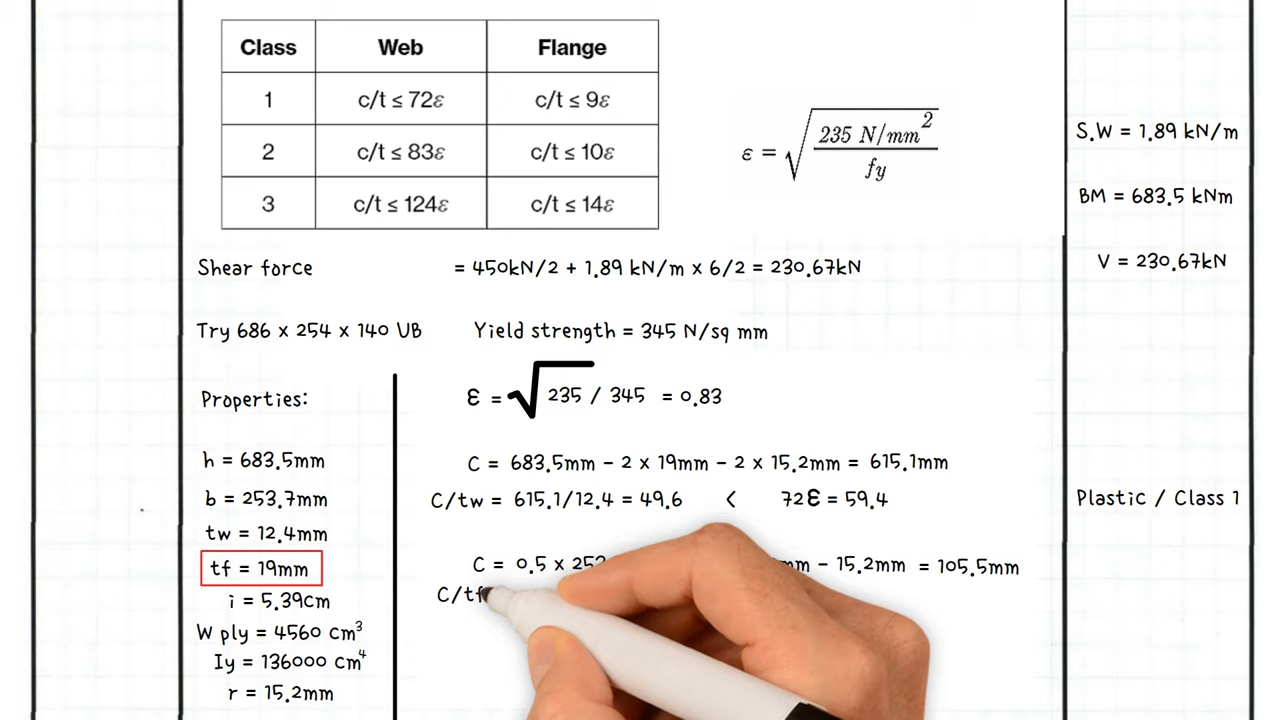 Class Web Flange
1 c/t ≤ 72ε c/t ≤ 9ε
2 c/t ≤ 83ε c/t ≤ 10ε
3 c/t ≤ 124ε c/t ≤ 14ε
ε = √(235 N/mm² / fy)
S.W = 1.89 kN/m
BM = 683.5 kNm
V = 230.67kN
Shear force = 450kN/2 + 1.89 kN/m x 6/2 = 230.67kN
Try 686 x 254 x 140 UB Yield strength = 345 N/sq mm
Properties:
h = 683.5mm
b = 253.7mm
tw = 12.4mm
tf = 19mm
i = 5.39cm
W ply = 4560 cm³
Iy = 136000 cm⁴
r = 15.2mm
ε = √ 235 / 345 = 0.83
C = 683.5mm - 2 x 19mm - 2 x 15.2mm = 615.1mm
C/tw = 615.1/12.4 = 49.6 < 72ε = 59.4
C = 0.5 x - 15.2mm = 105.5mm
C/tf
Plastic / Class 1